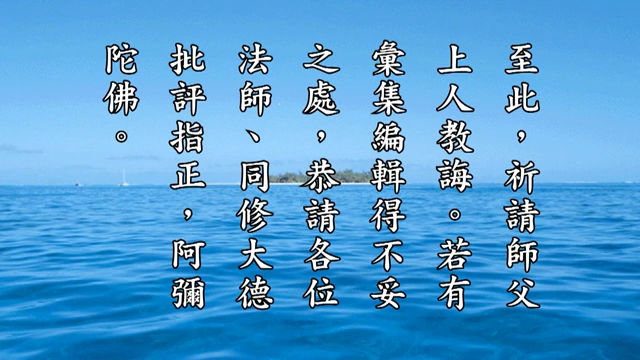 至此，祈請師父
上人教誨。若有
彙集編輯得不妥
之處，恭請各位
法師、同修大德
批評指正，阿彌
陀佛。